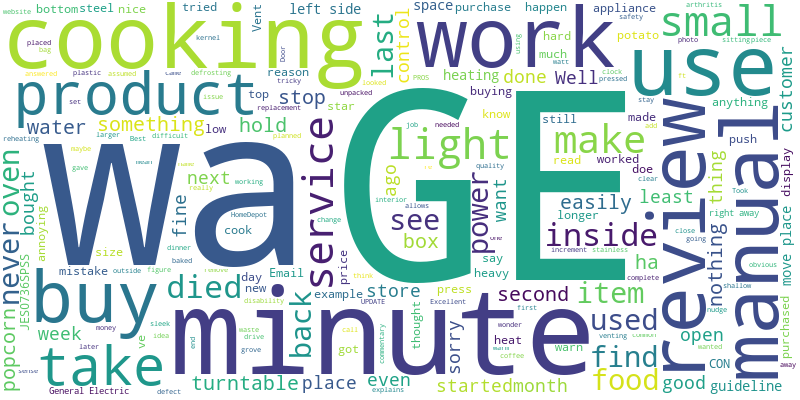 cooking
work
small
use
product
GE
wa
minute
buy
take
review
manual
customer
service
light
make
inside
power
see
box
last
control
stop
something
water
hold
top
reason
low
star
next
fine
cook
size
mistake
day
new
died
back
store
example
price
Email
turntable
place
even
sorry
second
heat
started
month
item
used
find
food
good
guideline
open
CON
nothing
thing
push
move place
display
least
ha
easily
longer
want
say
heavy
ago
know
read
worked
doe
made
still
done
Well
heating
buying
potato
hard
much
space
purchase
happen
appliance
safety
left side
tried
Vent
nice
steel
bottom
website
placed
bag
kernel
plastic
assumed
defrosting
Door
tricky
unpacked
PROS
looked
using
watt
clock
pressed
photo
sitting
piece
arthritis
anything
right away
stay
add
ft
clear
Took
close
going
obvious
shallow
nudge
purchased
away
complete
stainless
increment
allows
one
quality
needed
job
interior
change
think
press
thought
got
call
commentary
explains
UPDATE
Excellent
first
wonder
coffee
warn
venting
common
wanted
end
waste
drive
grove
disability
idea
sleek
money
later
General Electric
defect
sense
ve
week
popcorn
never
oven
bought
annoying
JES0736SPSS
reheating
maybe
gave
Best
difficult
larger
issue
set
replacement
planned
really
working
HomeDepot
dinner
baked
figure
outside